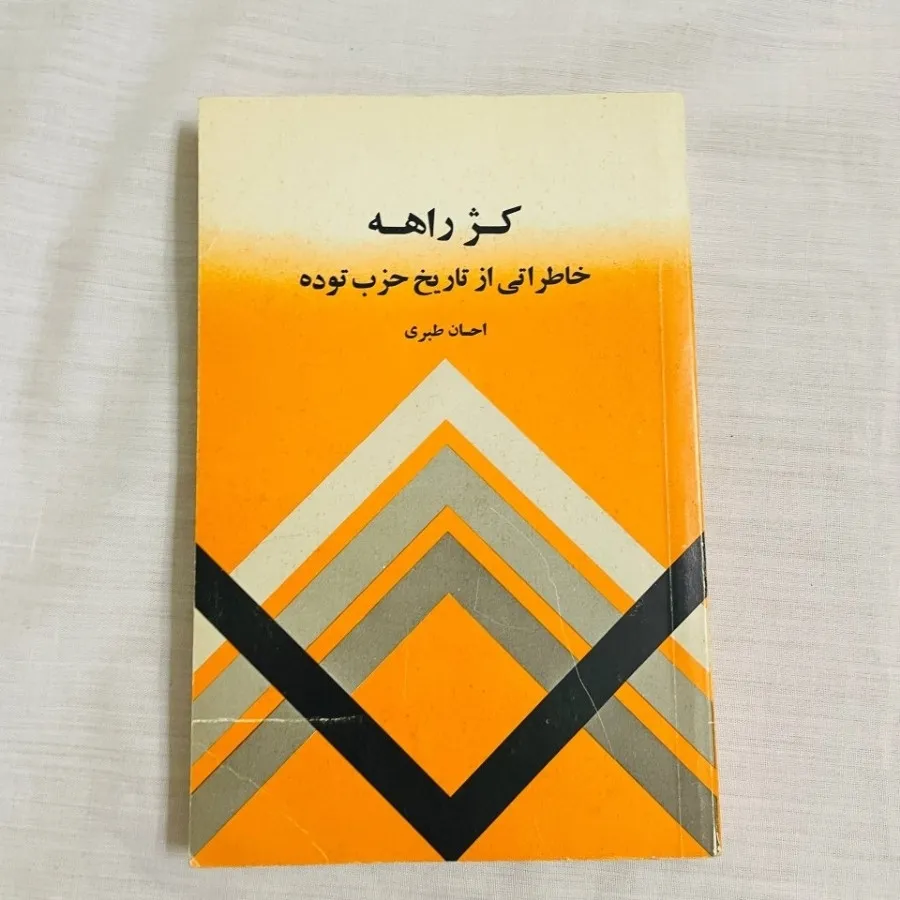 کژ راهه
خاطراتی از تاریخ حزب توده
احسان طبری